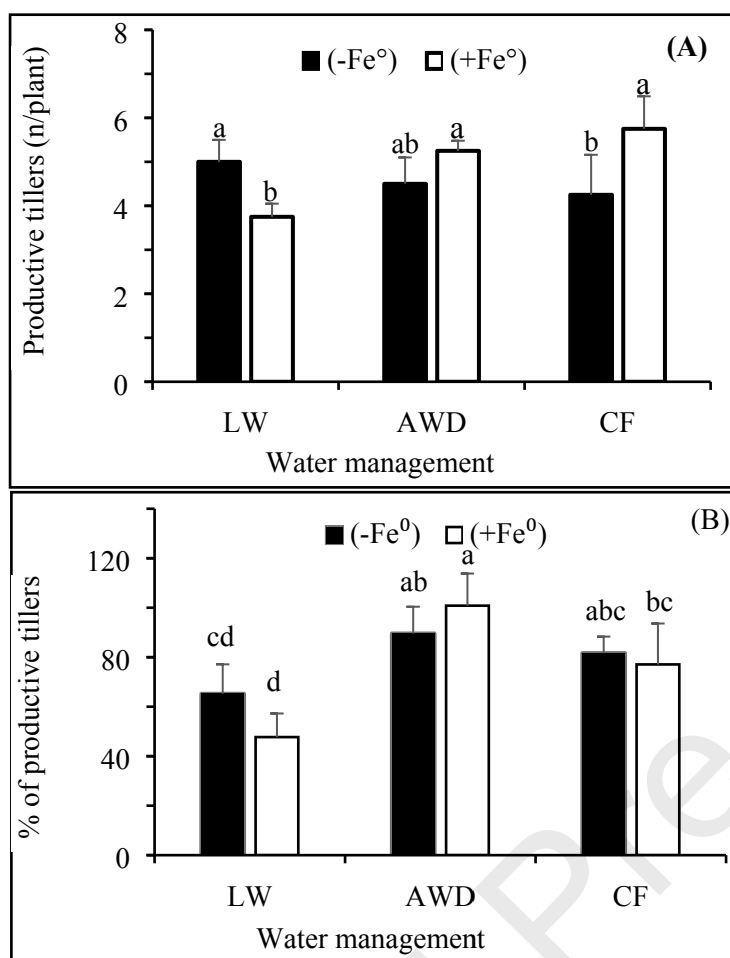 (A)
(-Fe°) (+Fe°)
Productive tillers (n/plant)
8
6
4
2
0
a
b
ab
a
b
a
LW AWD CF
Water management
(B)
(-Fe⁰) (+Fe⁰)
% of productive tillers
120
80
40
0
cd
d
ab
a
abc
bc
LW AWD CF
Water management
Pre